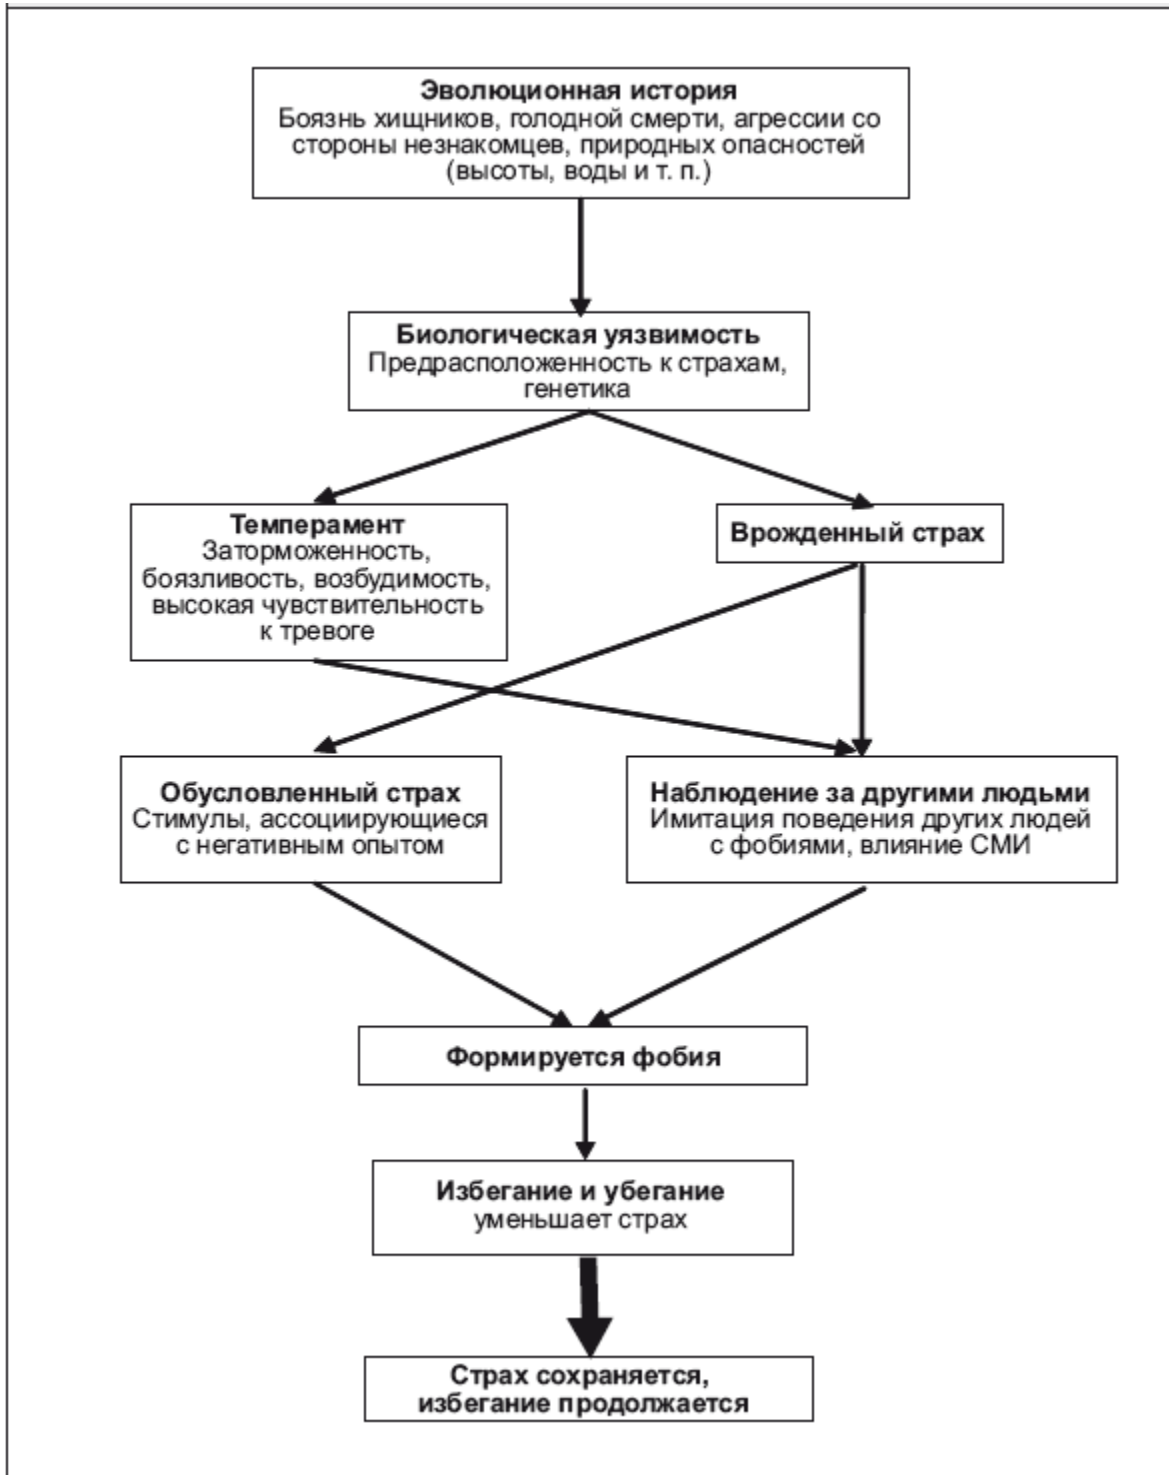 Эволюционная история
Боязнь хищников, голодной смерти, агрессии со
стороны незнакомцев, природных опасностей
(высоты, воды и т. п.)
Биологическая уязвимость
Предрасположенность к страхам,
генетика
Темперамент
Заторможенность,
боязливость, возбудимость,
высокая чувствительность
к тревоге
Врожденный страх
Обусловленный страх
Стимулы, ассоциирующиеся
с негативным опытом
Наблюдение за другими людьми
Имитация поведения других людей
с фобиями, влияние СМИ
Формируется фобия
Избегание и убегание
уменьшает страх
Страх сохраняется,
избегание продолжается